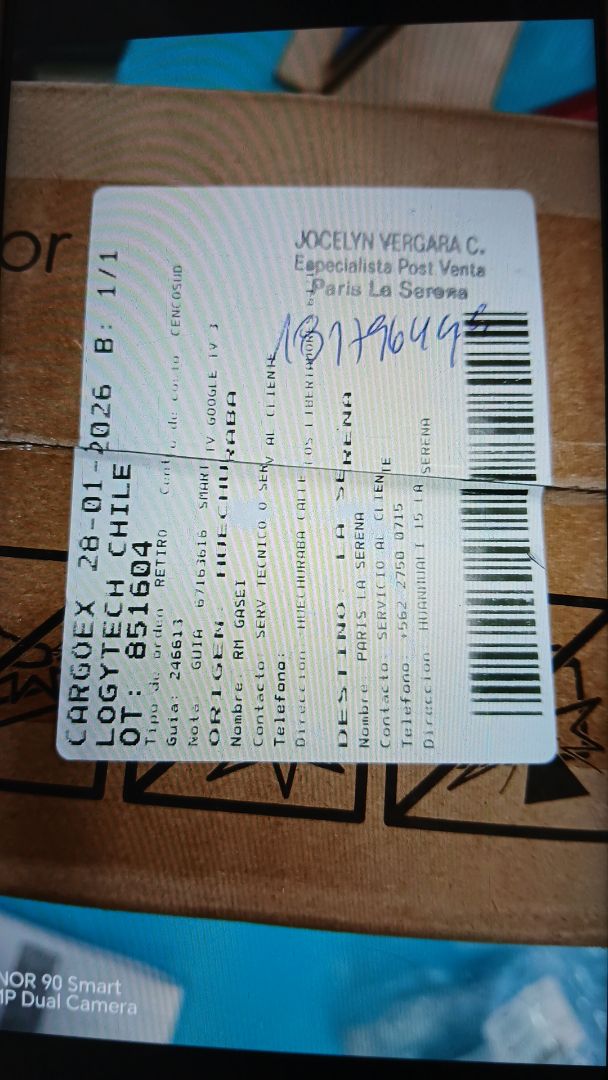 or
CARGOEX 28-01-2026 B: 1/1
LOGYTECH CHILE
OT: 851604
Tipo de orden RETIRO Centro de costo CENCOSUD
Guia: 246613
Nota GUIA 67163616 SMART TV GOOGLE TV 3
ORIGEN: HUECHURABA
Nombre RM GASEI
Contacto: SERV TECNICO O SERV AL CLIENTE
Telefono:
Direccion HUECHURABA CALLE LOS LIBERTADORES
DESTINO: LA SERENA
Nombre PARIS LA SERENA
Contacto: SERVICIO AL CLIENTE
Telefono +562 2750 0715
Direccion HUANHUALI 15 LA SERENA
JOCELYN VERGARA C.
Especialista Post Venta
Paris La Serena
NOR 90 Smart
MP Dual Camera